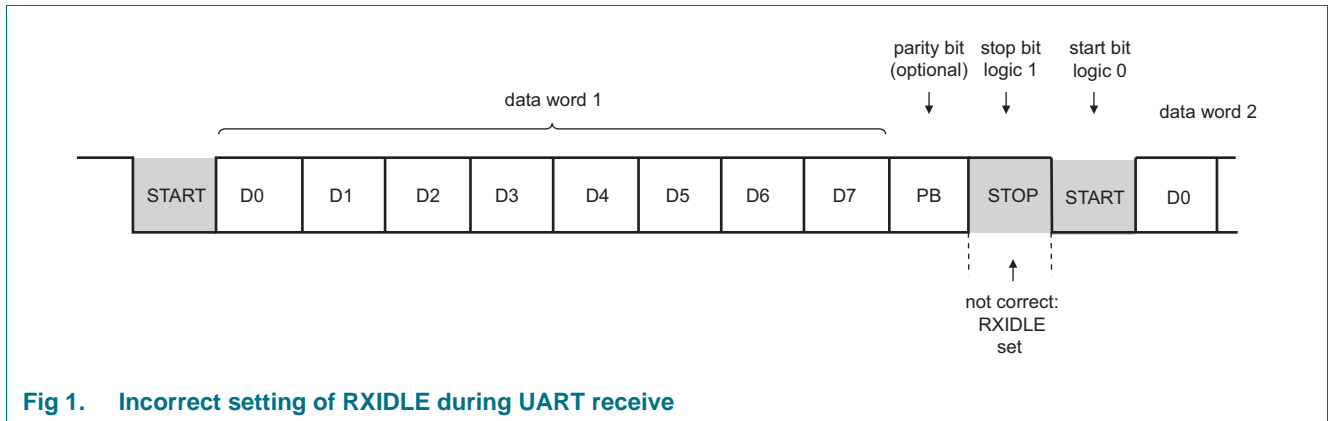 parity bit
(optional)
stop bit
logic 1
start bit
logic 0
data word 1
data word 2
START D0 D1 D2 D3 D4 D5 D6 D7 PB STOP START D0
not correct:
RXIDLE
set
Fig 1. Incorrect setting of RXIDLE during UART receive